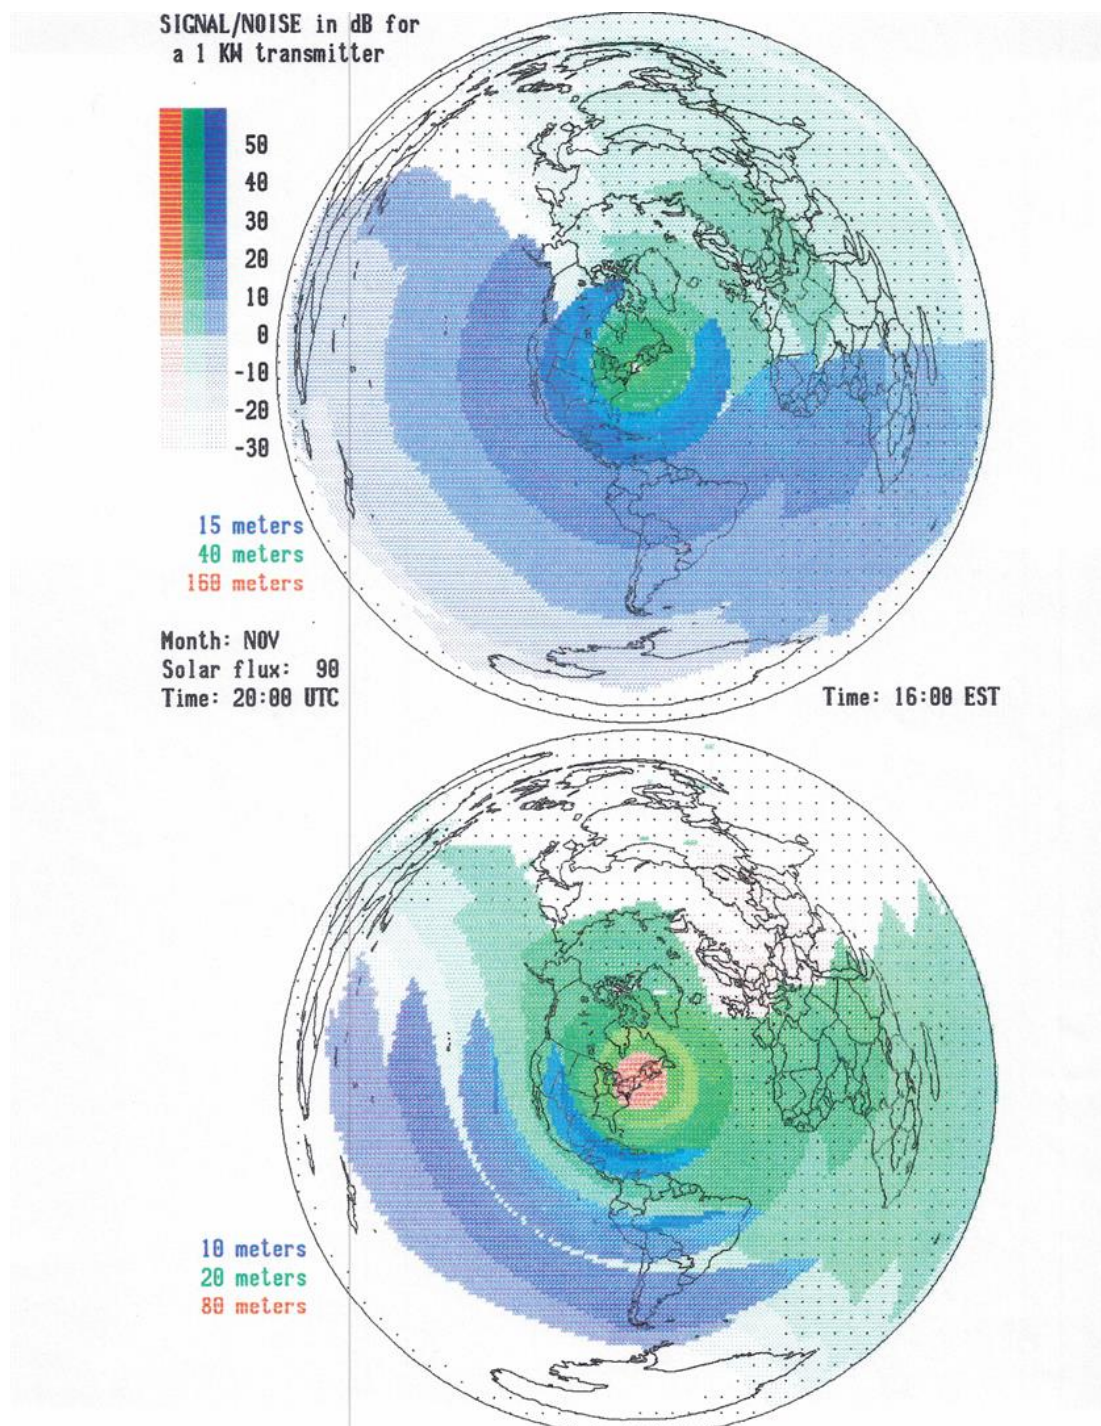 SIGNAL/NOISE in dB for
a 1 KW transmitter
50
40
30
20
10
0
-10
-20
-30
15 meters
40 meters
160 meters
Month: NOV
Solar flux: 90
Time: 20:00 UTC
Time: 16:00 EST
10 meters
20 meters
80 meters